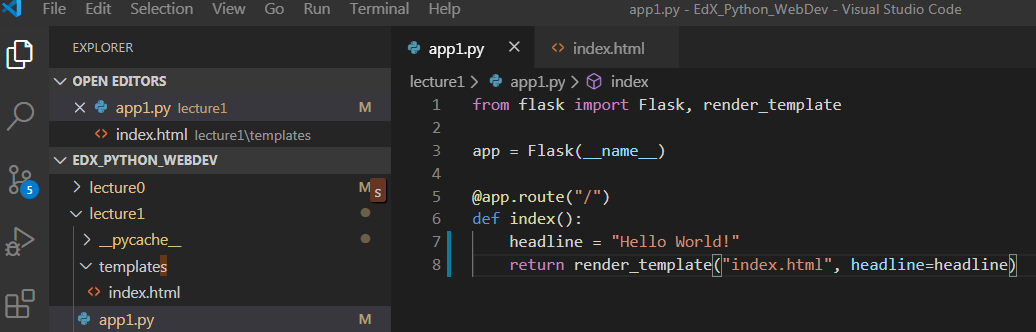 File Edit Selection View Go Run Terminal Help app1.py - EdX_Python_WebDev - Visual Studio Code
EXPLORER
OPEN EDITORS
app1.py lecture1 M
index.html lecture1\templates
EDX_PYTHON_WEBDEV
lecture0 M
s
lecture1
__pycache__
templates
index.html
app1.py M
5
app1.py index.html
lecture1 > app1.py > index
1 from flask import Flask, render_template
2
3 app = Flask(__name__)
4
5 @app.route("/")
6 def index():
7     headline = "Hello World!"
8     return render_template("index.html", headline=headline)